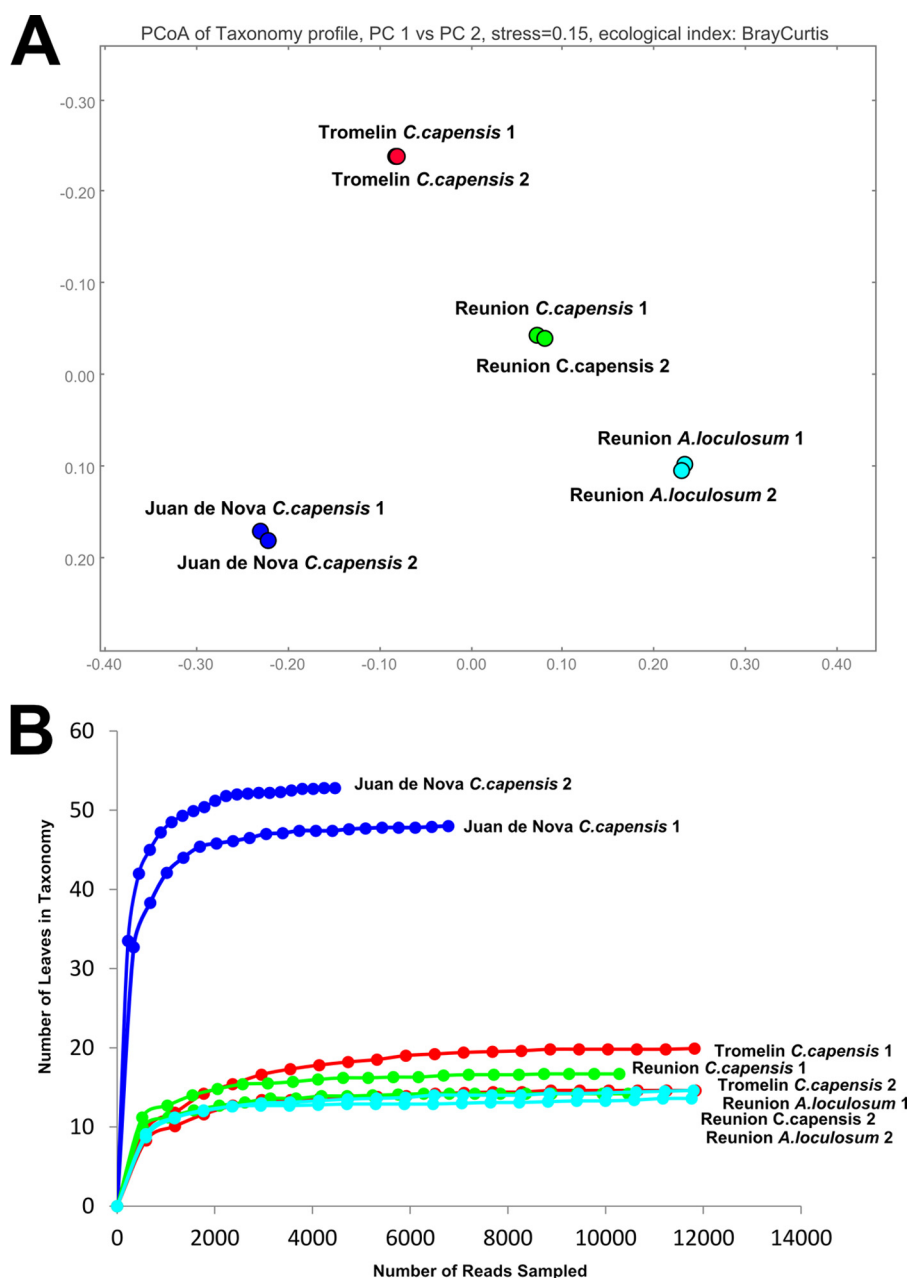 A
PCoA of Taxonomy profile, PC 1 vs PC 2, stress=0.15, ecological index: BrayCurtis
-0.30
Tromelin C.capensis 1
Tromelin C.capensis 2
-0.20
-0.10
Reunion C.capensis 1
Reunion C.capensis 2
0.00
Reunion A.loculosum 1
0.10
Reunion A.loculosum 2
Juan de Nova C.capensis 1
0.20
Juan de Nova C.capensis 2
-0.40 -0.30 -0.20 -0.10 0.00 0.10 0.20 0.30 0.40
B
Number of Leaves in Taxonomy
60
50
40
30
20
10
0
Juan de Nova C.capensis 2
Juan de Nova C.capensis 1
Tromelin C.capensis 1
Reunion C.capensis 1
Tromelin C.capensis 2
Reunion A.loculosum 1
Reunion C.capensis 2
Reunion A.loculosum 2
0 2000 4000 6000 8000 10000 12000 14000
Number of Reads Sampled